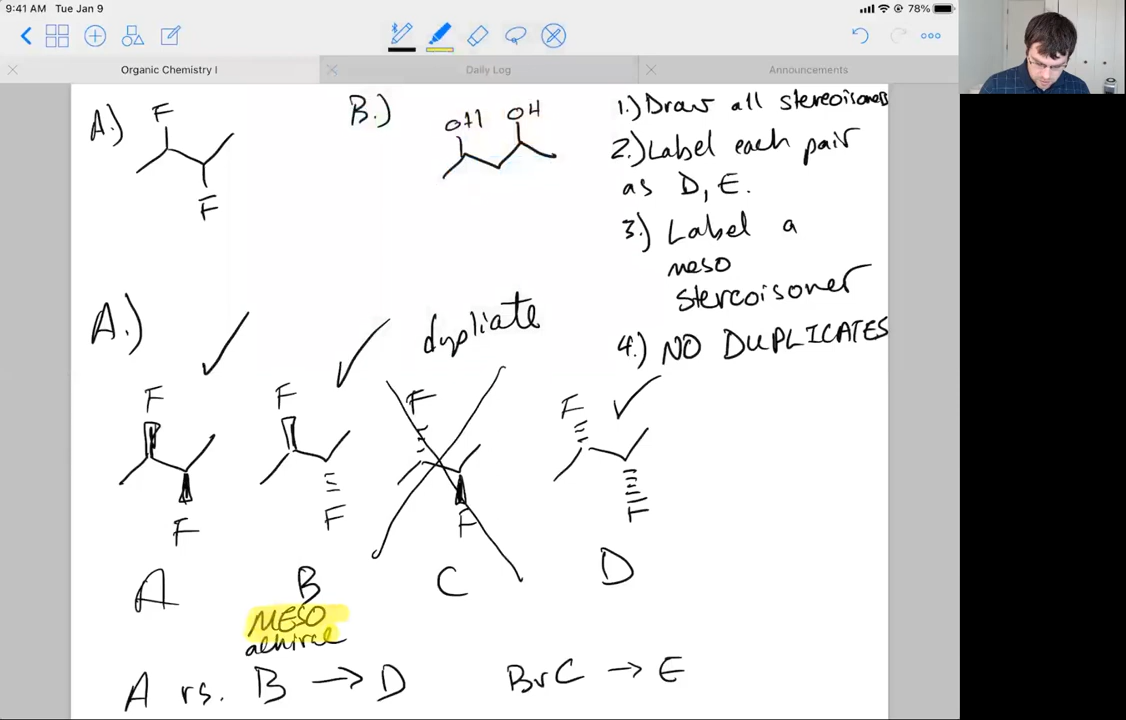 9:41 AM Tue Jan 9
78%
Organic Chemistry I
Daily Log
Announcements
A.)
F
F
B.)
OH
OH
1.) Draw all stereoisomers
2.) Label each pair
as D, E.
3.) Label a
meso
stereoisomer
4.) NO DUPLICATES
A.)
dupliate
F
F
F
F
F
F
F
F
A
B
C
D
MESO
achiral
A vs. B → D
B v C → E